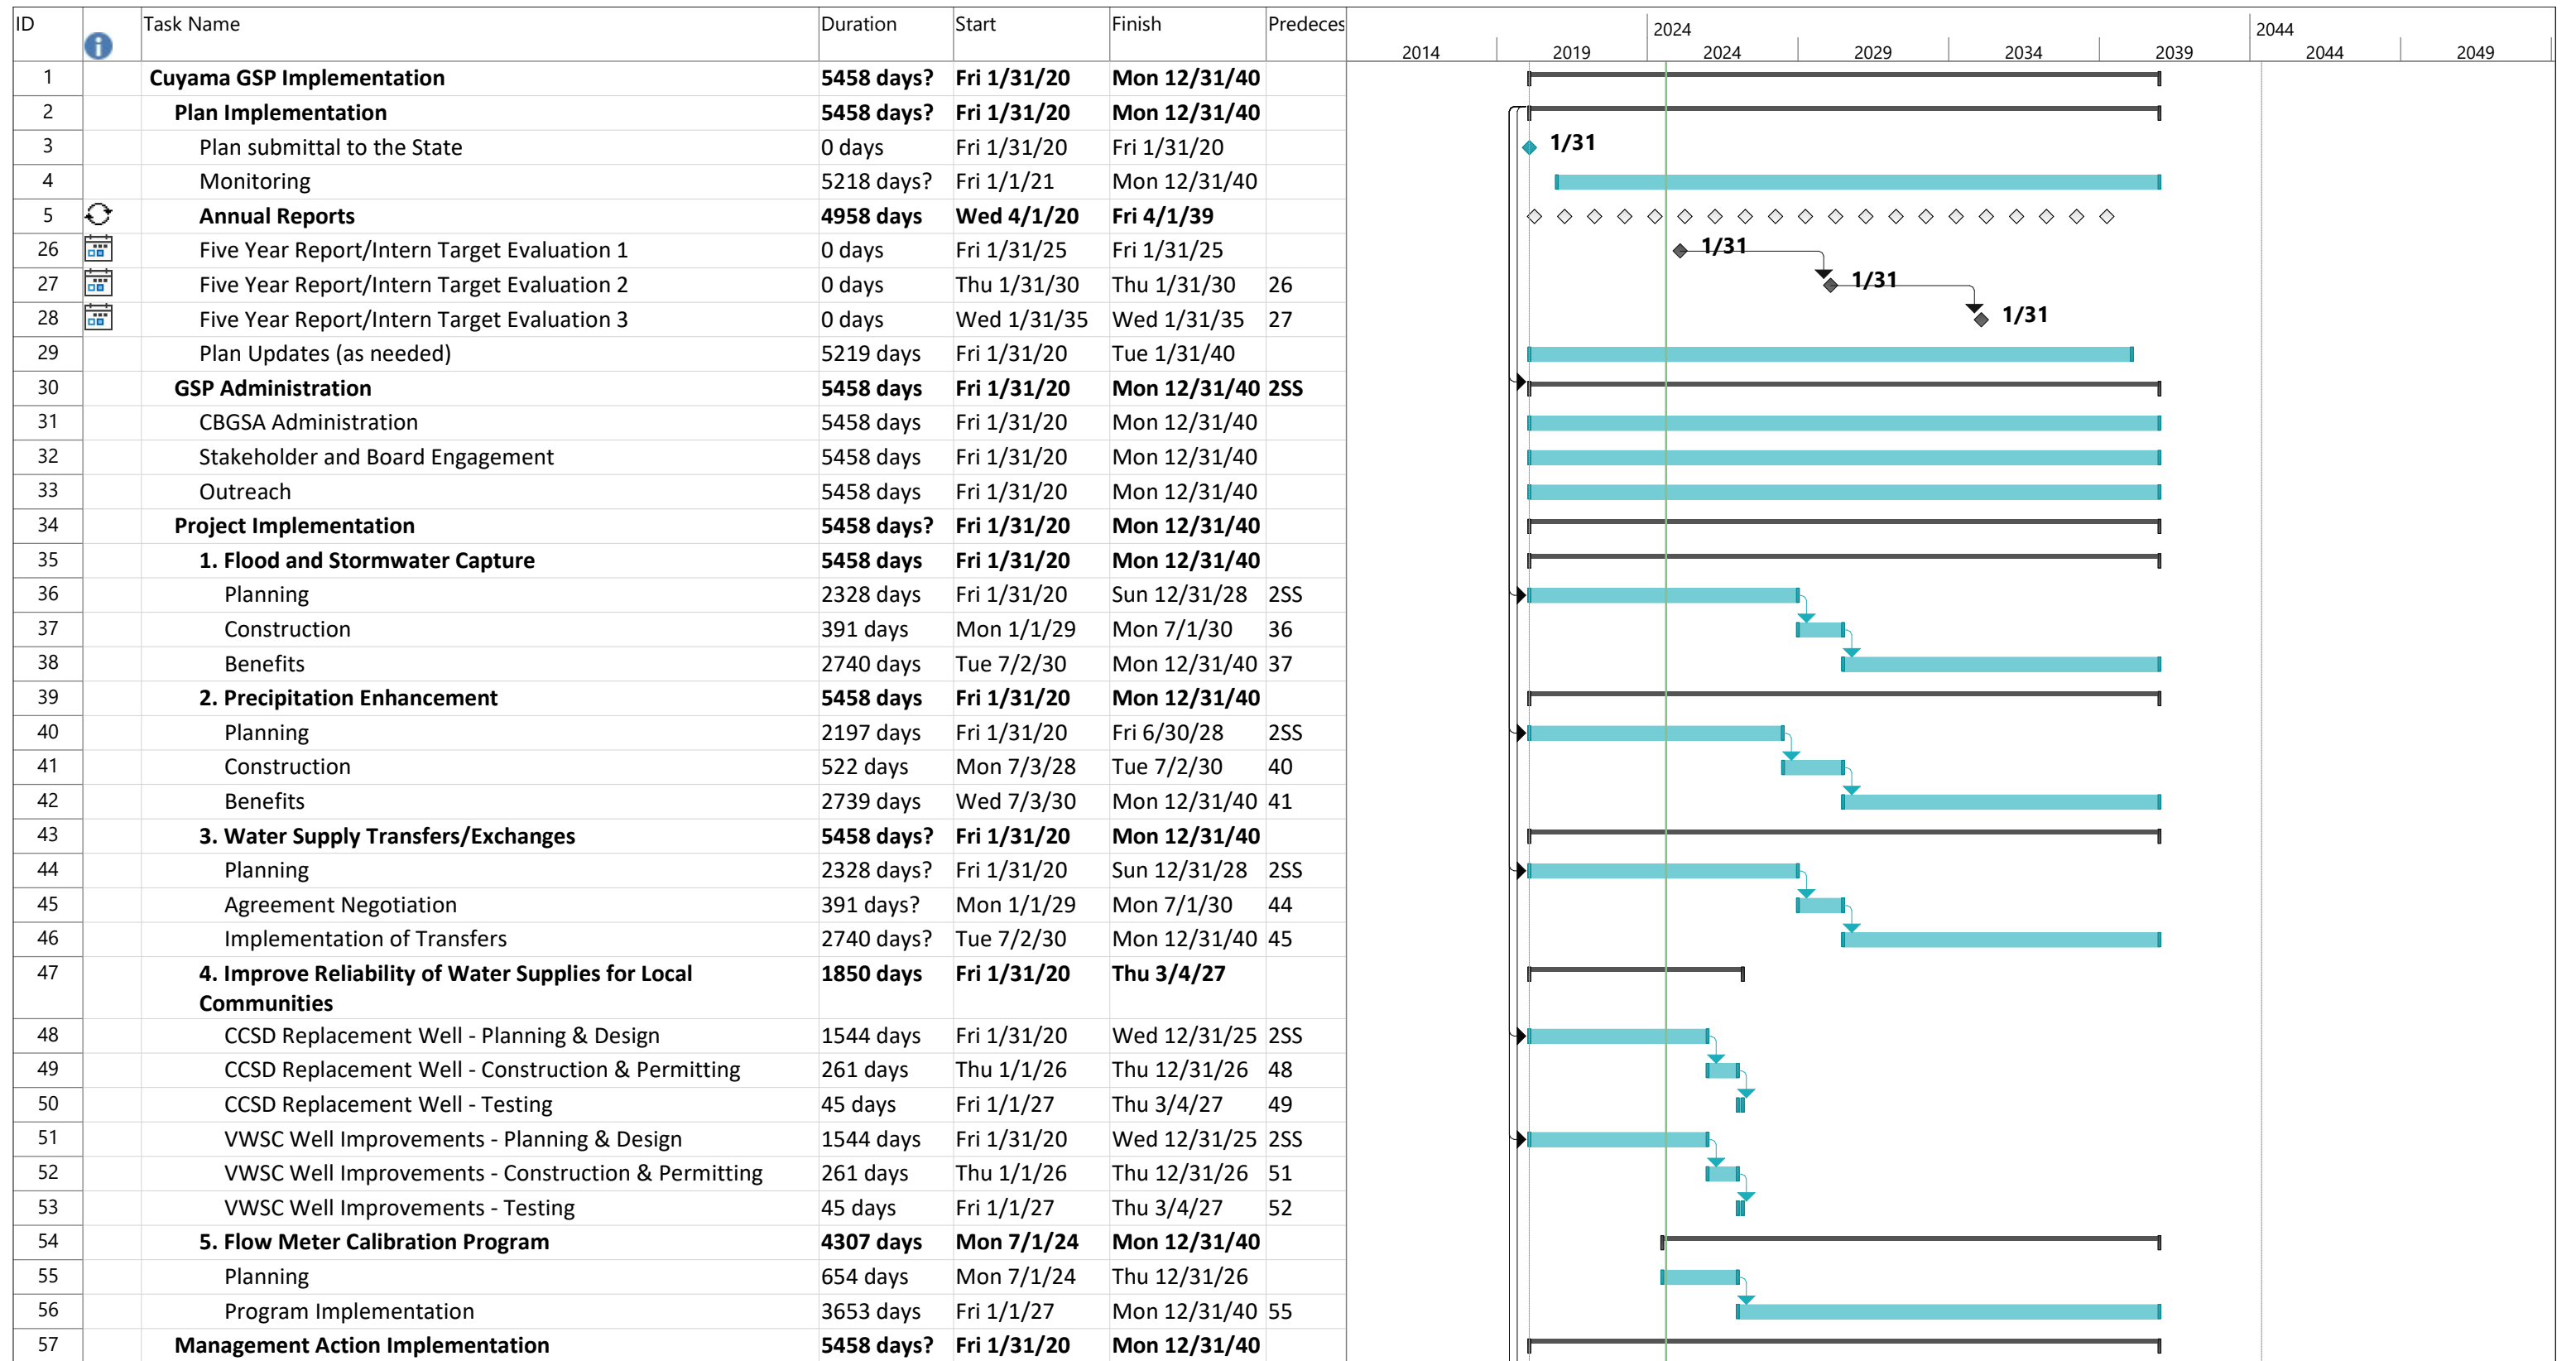 ID Task Name Duration Start Finish Predeces
2024 2044
2014 2019 2024 2029 2034 2039 2044 2049
1 Cuyama GSP Implementation 5458 days? Fri 1/31/20 Mon 12/31/40
2 Plan Implementation 5458 days? Fri 1/31/20 Mon 12/31/40
3 Plan submittal to the State 0 days Fri 1/31/20 Fri 1/31/20 1/31
4 Monitoring 5218 days? Fri 1/1/21 Mon 12/31/40
5 Annual Reports 4958 days Wed 4/1/20 Fri 4/1/39
26 Five Year Report/Intern Target Evaluation 1 0 days Fri 1/31/25 Fri 1/31/25 1/31
27 Five Year Report/Intern Target Evaluation 2 0 days Thu 1/31/30 Thu 1/31/30 26 1/31
28 Five Year Report/Intern Target Evaluation 3 0 days Wed 1/31/35 Wed 1/31/35 27 1/31
29 Plan Updates (as needed) 5219 days Fri 1/31/20 Tue 1/31/40
30 GSP Administration 5458 days Fri 1/31/20 Mon 12/31/40 2SS
31 CBGSA Administration 5458 days Fri 1/31/20 Mon 12/31/40
32 Stakeholder and Board Engagement 5458 days Fri 1/31/20 Mon 12/31/40
33 Outreach 5458 days Fri 1/31/20 Mon 12/31/40
34 Project Implementation 5458 days? Fri 1/31/20 Mon 12/31/40
35 1. Flood and Stormwater Capture 5458 days Fri 1/31/20 Mon 12/31/40
36 Planning 2328 days Fri 1/31/20 Sun 12/31/28 2SS
37 Construction 391 days Mon 1/1/29 Mon 7/1/30 36
38 Benefits 2740 days Tue 7/2/30 Mon 12/31/40 37
39 2. Precipitation Enhancement 5458 days Fri 1/31/20 Mon 12/31/40
40 Planning 2197 days Fri 1/31/20 Fri 6/30/28 2SS
41 Construction 522 days Mon 7/3/28 Tue 7/2/30 40
42 Benefits 2739 days Wed 7/3/30 Mon 12/31/40 41
43 3. Water Supply Transfers/Exchanges 5458 days? Fri 1/31/20 Mon 12/31/40
44 Planning 2328 days? Fri 1/31/20 Sun 12/31/28 2SS
45 Agreement Negotiation 391 days? Mon 1/1/29 Mon 7/1/30 44
46 Implementation of Transfers 2740 days? Tue 7/2/30 Mon 12/31/40 45
47 4. Improve Reliability of Water Supplies for Local 1850 days Fri 1/31/20 Thu 3/4/27
Communities
48 CCSD Replacement Well - Planning & Design 1544 days Fri 1/31/20 Wed 12/31/25 2SS
49 CCSD Replacement Well - Construction & Permitting 261 days Thu 1/1/26 Thu 12/31/26 48
50 CCSD Replacement Well - Testing 45 days Fri 1/1/27 Thu 3/4/27 49
51 VWSC Well Improvements - Planning & Design 1544 days Fri 1/31/20 Wed 12/31/25 2SS
52 VWSC Well Improvements - Construction & Permitting 261 days Thu 1/1/26 Thu 12/31/26 51
53 VWSC Well Improvements - Testing 45 days Fri 1/1/27 Thu 3/4/27 52
54 5. Flow Meter Calibration Program 4307 days Mon 7/1/24 Mon 12/31/40
55 Planning 654 days Mon 7/1/24 Thu 12/31/26
56 Program Implementation 3653 days Fri 1/1/27 Mon 12/31/40 55
57 Management Action Implementation 5458 days? Fri 1/31/20 Mon 12/31/40